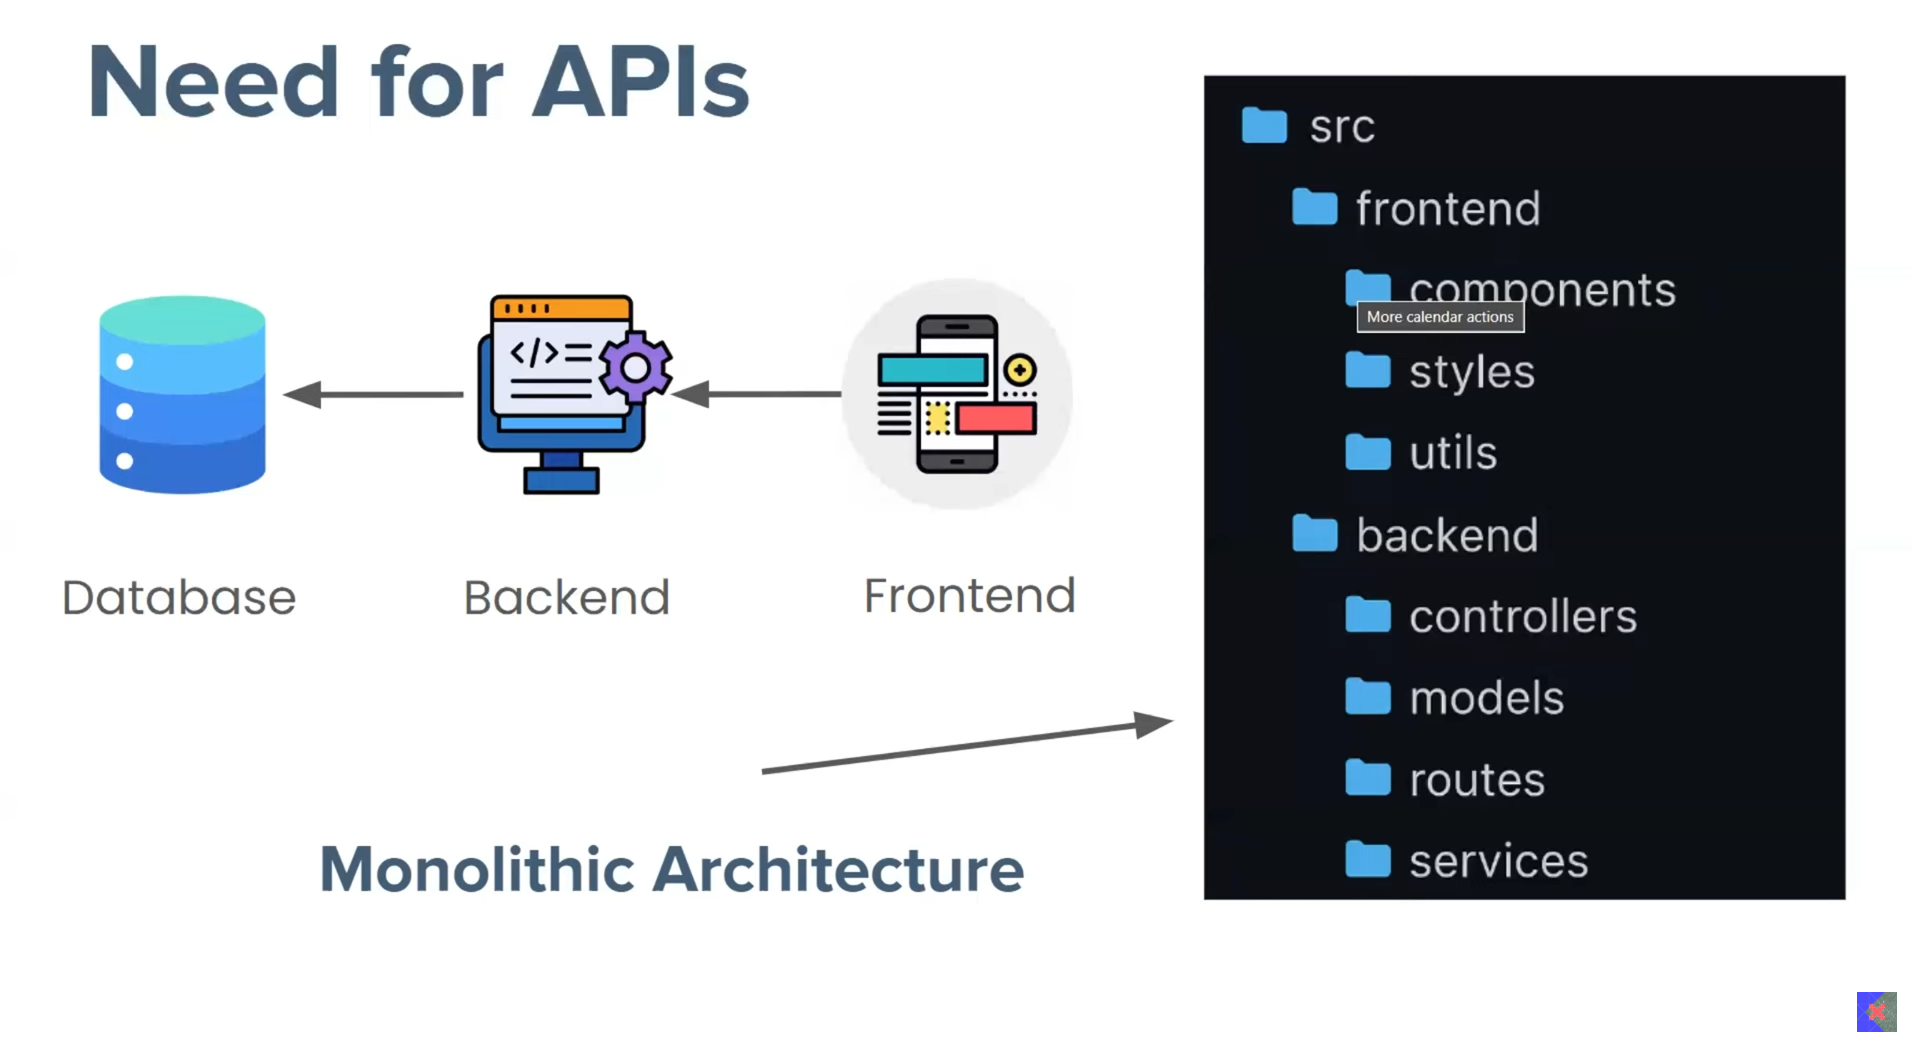 Need for APIs
Database
Backend
Frontend
Monolithic Architecture
src
frontend
components
More calendar actions
styles
utils
backend
controllers
models
routes
services